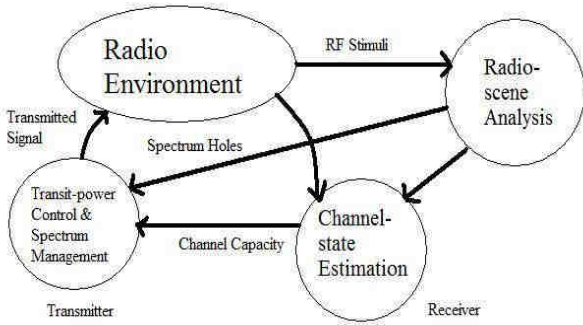 Radio
Environment
RF Stimuli
Radio-
scene
Analysis
Transmitted
Signal
Spectrum Holes
Transit-power
Control &
Spectrum
Management
Channel-
state
Estimation
Channel Capacity
Transmitter
Receiver